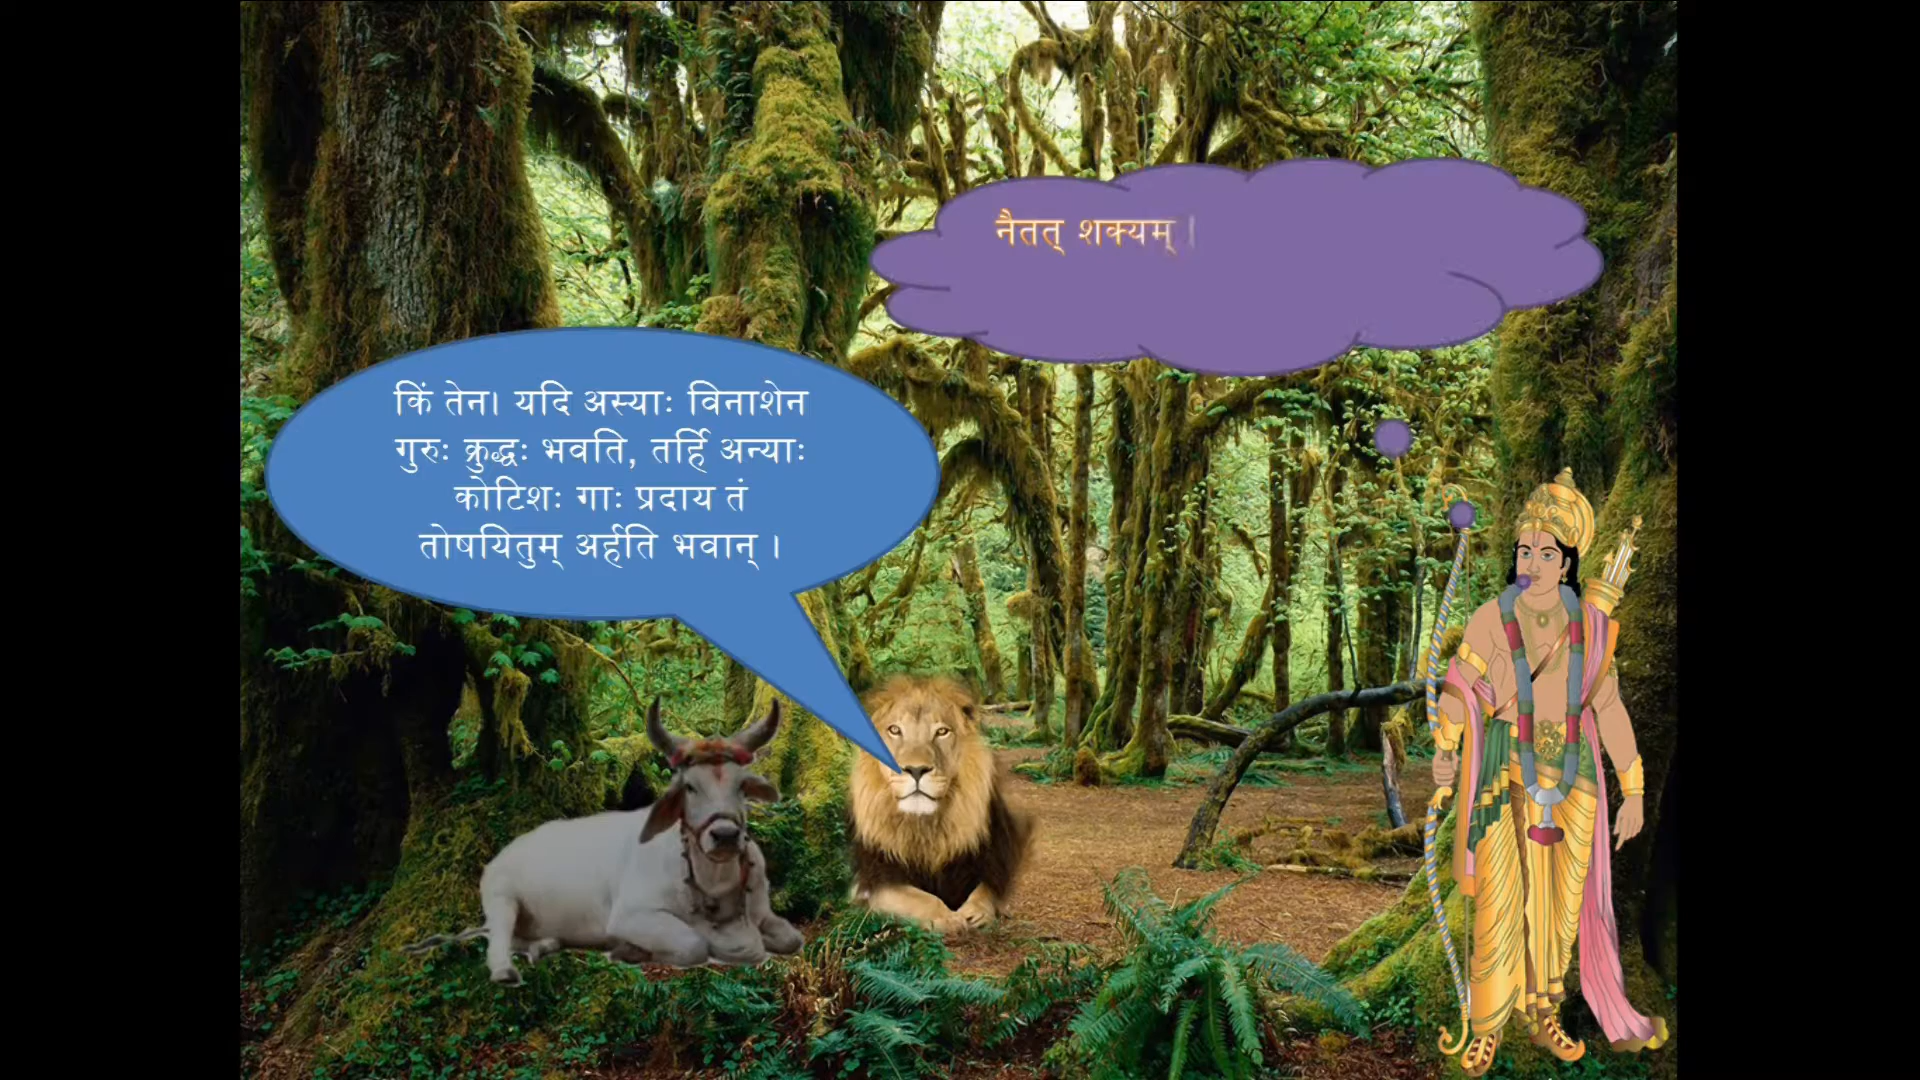 नैतत् शक्यम् ।
किं तेन। यदि अस्याः विनाशेन
गुरुः क्रुद्धः भवति, तर्हि अन्याः
कोटिशः गाः प्रदाय तं
तोषयितुम् अर्हति भवान् ।